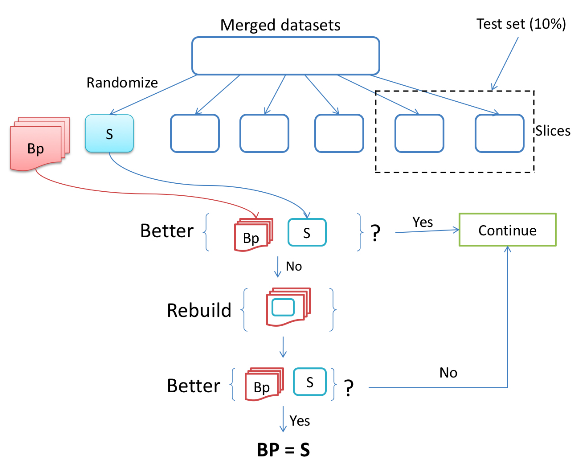 Merged datasets
Test set (10%)
Randomize
Bp
S
Slices
Better
Bp
S
?
Yes
Continue
No
Rebuild
Better
Bp
S
?
No
Yes
BP = S